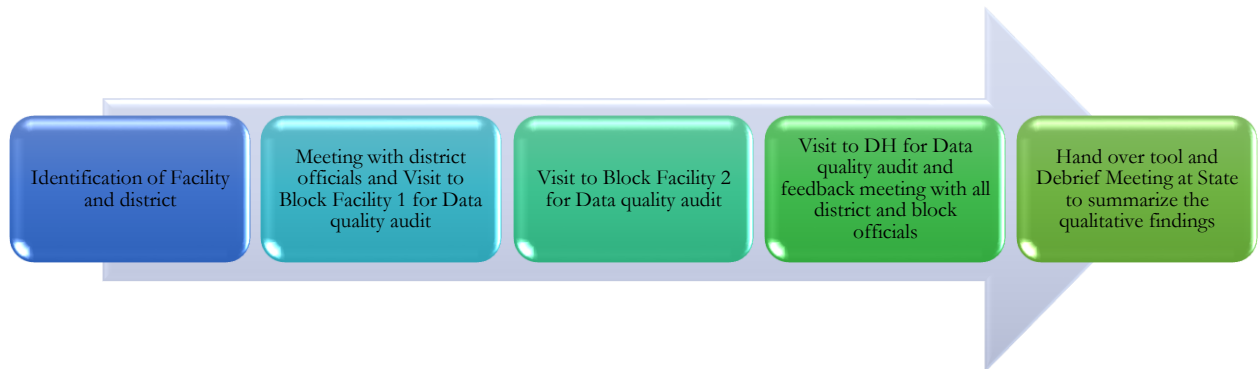 Identification of Facility
and district
Meeting with district
officials and Visit to
Block Facility 1 for Data
quality audit
Visit to Block Facility 2
for Data quality audit
Visit to DH for Data
quality audit and
feedback meeting with all
district and block
officials
Hand over tool and
Debrief Meeting at State
to summarize the
qualitative findings